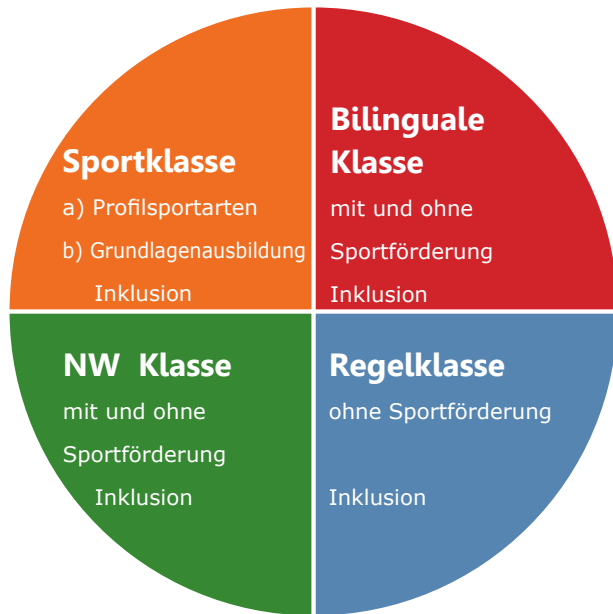 Sportklasse
a) Profilsportarten
b) Grundlagenausbildung
Inklusion
Bilinguale
Klasse
mit und ohne
Sportförderung
Inklusion
NW Klasse
mit und ohne
Sportförderung
Inklusion
Regelklasse
ohne Sportförderung
Inklusion